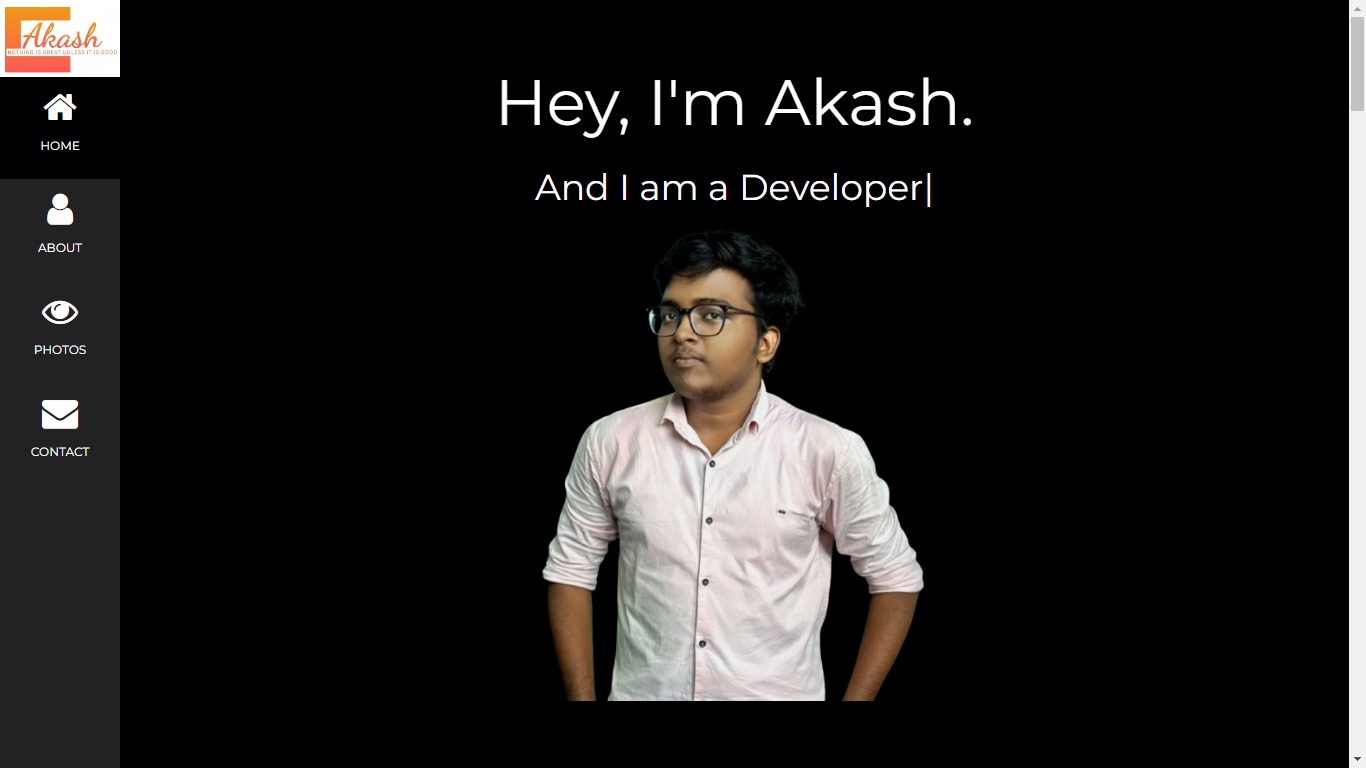 Akash
NOTHING IS GREAT UNLESS IT IS GOOD
HOME
ABOUT
PHOTOS
CONTACT
Hey, I'm Akash.
And I am a Developer|